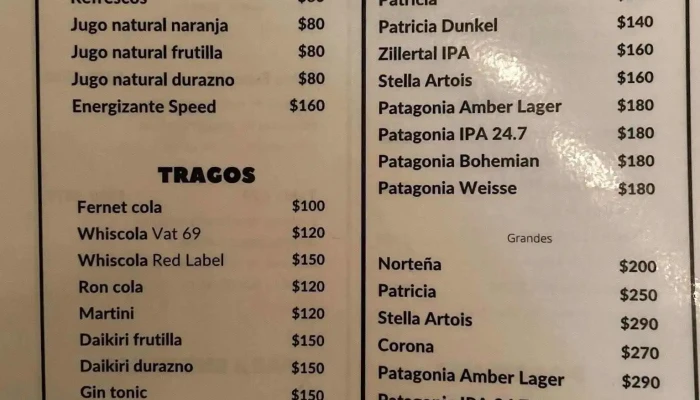 Refrescos $80
Jugo natural naranja $80
Jugo natural frutilla $80
Jugo natural durazno $80
Energizante Speed $160
TRAGOS
Fernet cola $100
Whiscola Vat 69 $120
Whiscola Red Label $150
Ron cola $120
Martini $120
Daikiri frutilla $150
Daikiri durazno $150
Gin tonic $150
Patricia
Patricia Dunkel $140
Zillertal IPA $160
Stella Artois $160
Patagonia Amber Lager $180
Patagonia IPA 24.7 $180
Patagonia Bohemian $180
Patagonia Weisse $180
Grandes
Norteña $200
Patricia $250
Stella Artois $290
Corona $270
Patagonia Amber Lager $290